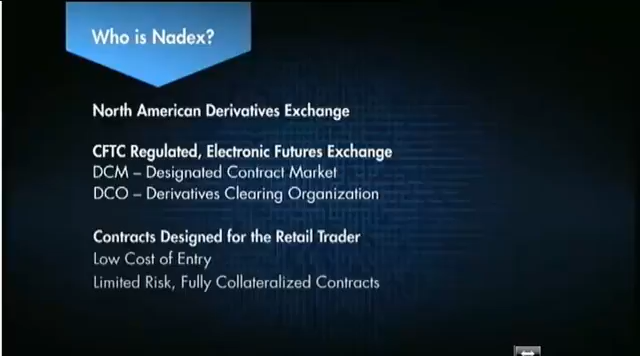 Who is Nadex?
North American Derivatives Exchange
CFTC Regulated, Electronic Futures Exchange
DCM – Designated Contract Market
DCO – Derivatives Clearing Organization
Contracts Designed for the Retail Trader
Low Cost of Entry
Limited Risk, Fully Collateralized Contracts